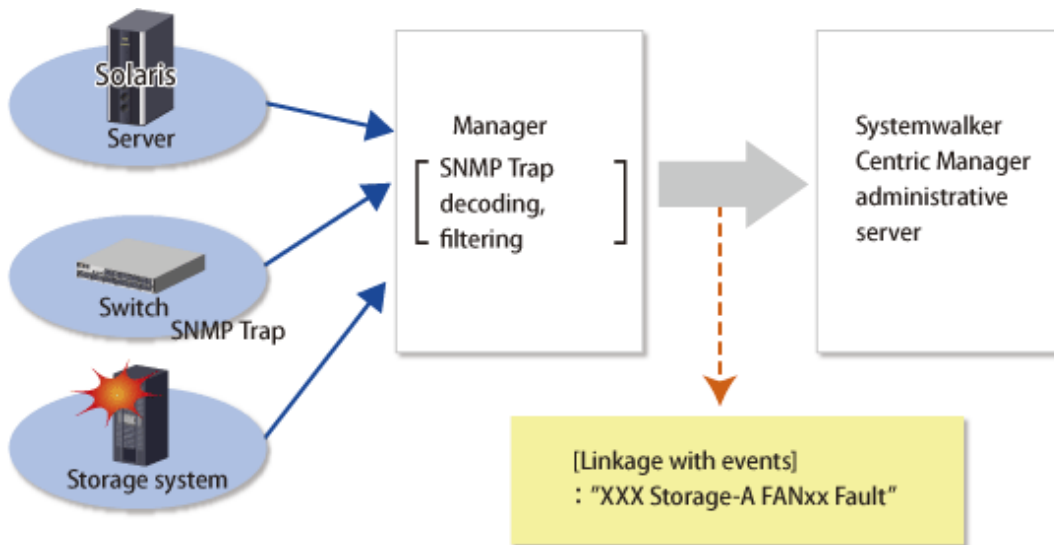 Solaris
Server
Switch
SNMP Trap
Storage system
Manager
SNMP Trap
decoding,
filtering
Systemwalker
Centric Manager
administrative
server
[Linkage with events]
: "XXX Storage-A FANxx Fault"